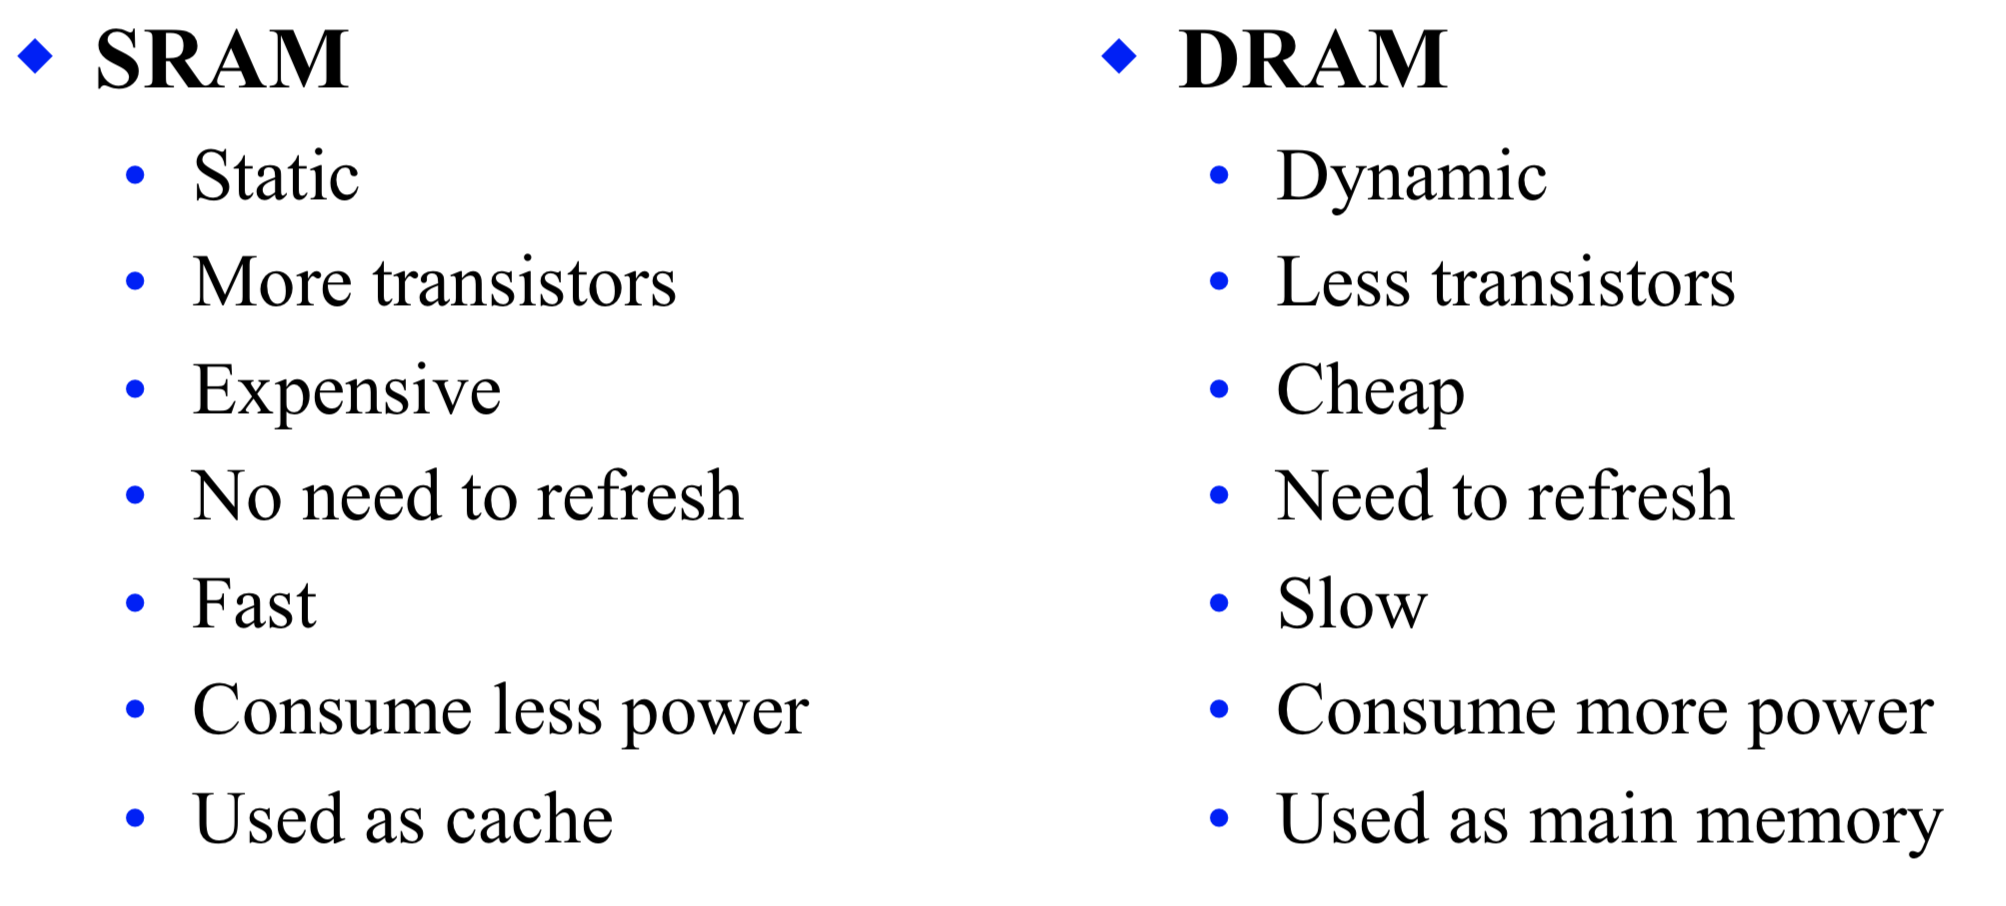 SRAM
Static
More transistors
Expensive
No need to refresh
Fast
Consume less power
Used as cache
DRAM
Dynamic
Less transistors
Cheap
Need to refresh
Slow
Consume more power
Used as main memory